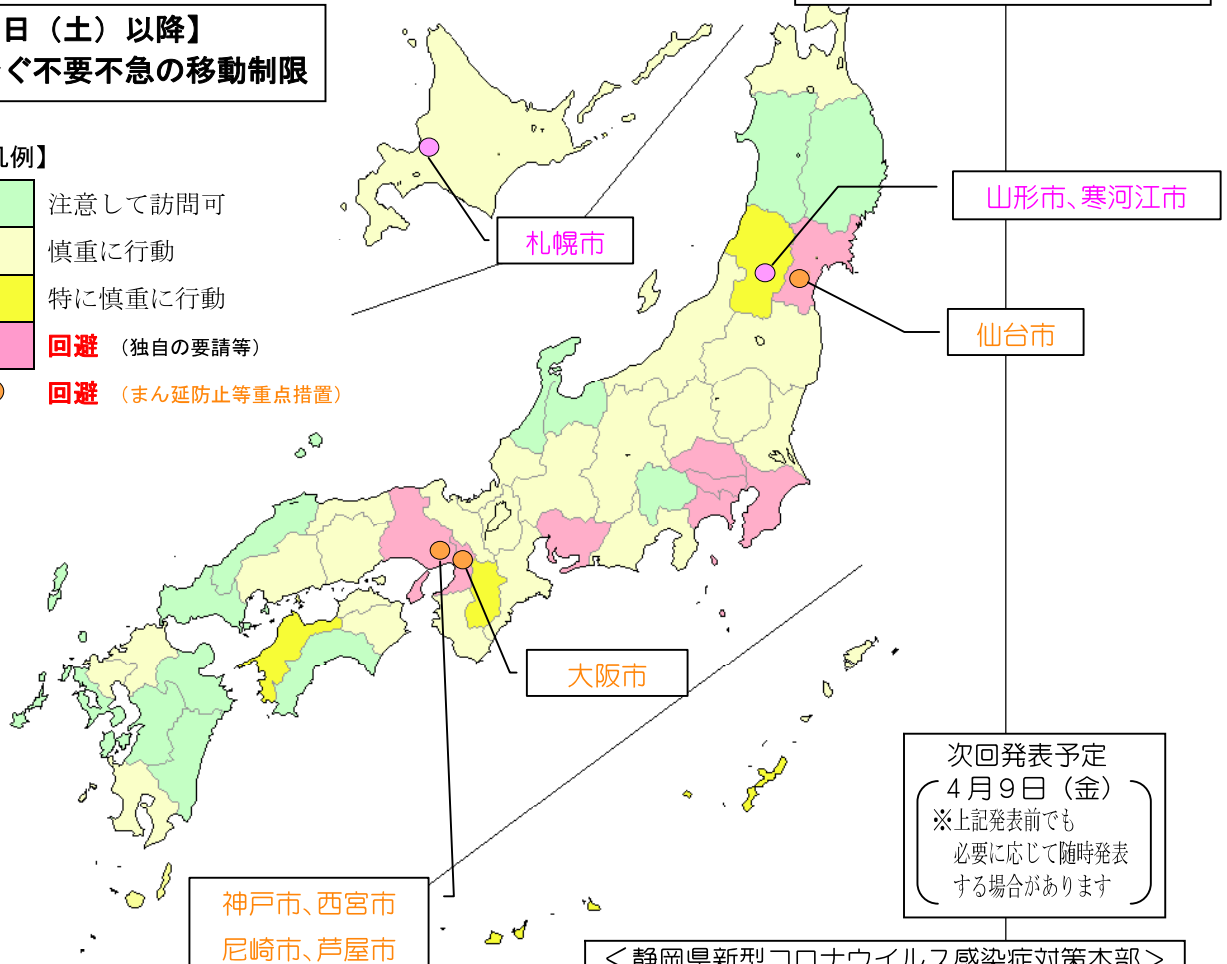 日（土）以降】
ぐ不要不急の移動制限
例】
注意して訪問可
慎重に行動
特に慎重に行動
回避 （独自の要請等）
回避 （まん延防止等重点措置）
札幌市
山形市、寒河江市
仙台市
大阪市
神戸市、西宮市
尼崎市、芦屋市
次回発表予定
４月９日（金）
※上記発表前でも
必要に応じて随時発表
する場合があります
＜静岡県新型コロナウイルス感染症対策本部＞